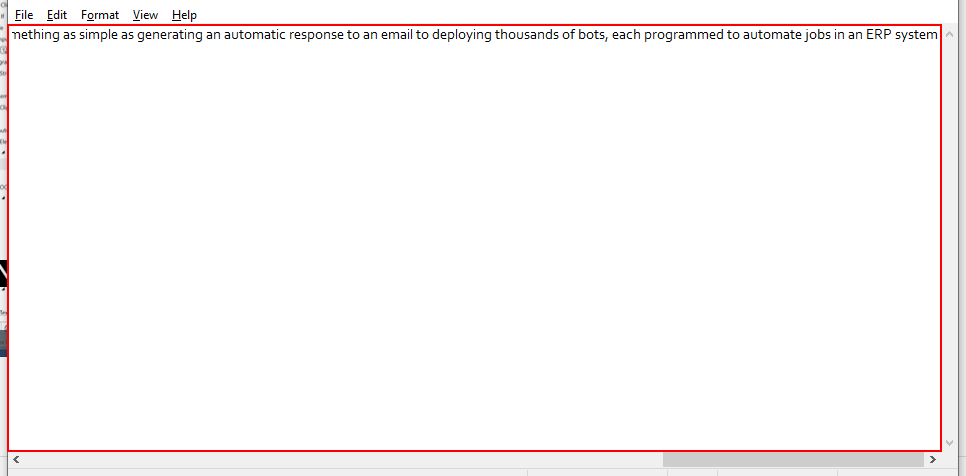 File Edit Format View Help
mething as simple as generating an automatic response to an email to deploying thousands of bots, each programmed to automate jobs in an ERP system